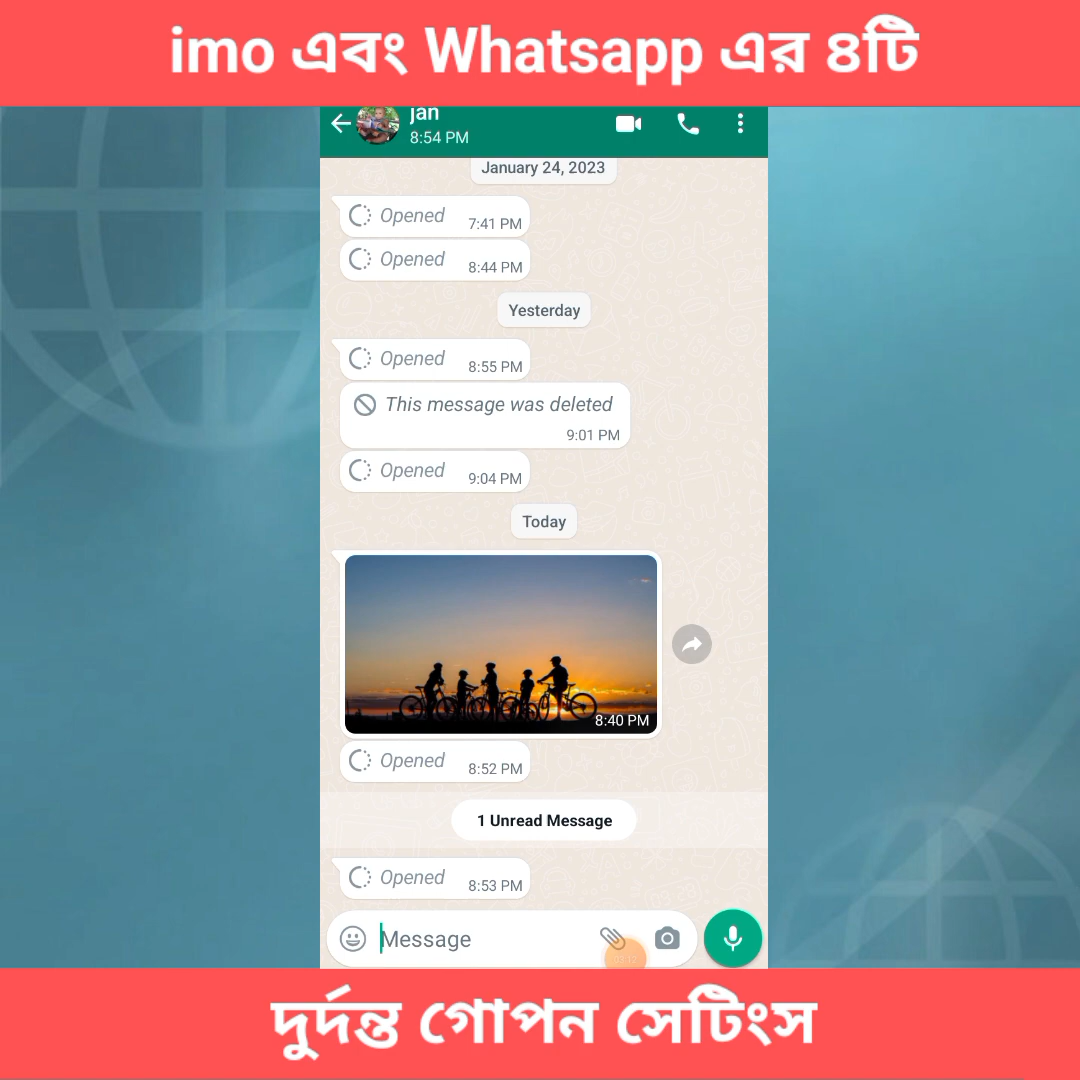 imo এবং Whatsapp এর ৪টি
jan
8:54 PM
January 24, 2023
Opened 7:41 PM
Opened 8:44 PM
Yesterday
Opened 8:55 PM
This message was deleted
9:01 PM
Opened 9:04 PM
Today
8:40 PM
Opened 8:52 PM
1 Unread Message
Opened 8:53 PM
Message
03:12
দুর্দান্ত গোপন সেটিংস